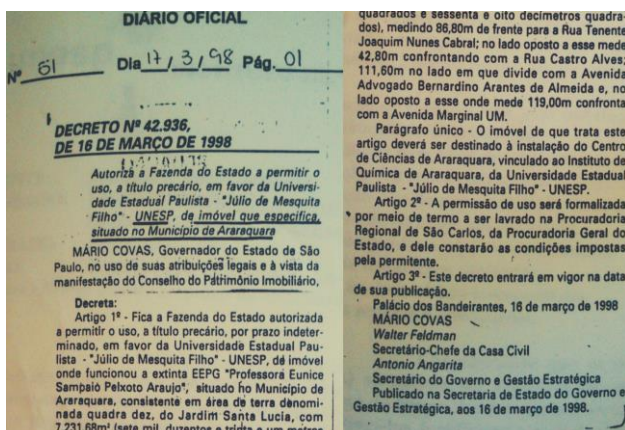 DIÁRIO OFICIAL
Nº 51 Dia 17/3/98 Pág. 01
DECRETO Nº 42.936,
DE 16 DE MARÇO DE 1998
Autoriza a Fazenda do Estado a permitir o
uso, a título precário, em favor da Universi-
dade Estadual Paulista - "Júlio de Mesquita
Filho" - UNESP, de imóvel que especifica,
situado no Município de Araraquara
MÁRIO COVAS, Governador do Estado de São
Paulo, no uso de suas atribuições legais e à vista da
manifestação do Conselho do Patrimônio Imobiliário,
Decreta:
Artigo 1º - Fica a Fazenda do Estado autorizada
a permitir o uso, a título precário, por prazo indeter-
minado, em favor da Universidade Estadual Pau-
lista - "Júlio de Mesquita Filho" - UNESP, de imóvel
onde funcionou a extinta EEPG "Professora Eunice
Sampaio Peixoto Araujo", situado no Município de
Araraquara, consistente em área de terra denomi-
nada quadra dez, do Jardim Santa Lucia, com
7.231,68m² (sete mil, duzentos e trinta e um metros
quadrados e sessenta e oito decímetros quadra-
dos), medindo 86,80m de frente para a Rua Tenente
Joaquim Nunes Cabral; no lado oposto a esse mede
42,80m confrontando com a Rua Castro Alves;
111,60m no lado em que divide com a Avenida
Advogado Bernardino Arantes de Almeida e, no
lado oposto a esse onde mede 119,00m confronta
com a Avenida Marginal UM.
Parágrafo único - O imóvel de que trata este
artigo deverá ser destinado à instalação do Centro
de Ciências de Araraquara, vinculado ao Instituto de
Química de Araraquara, da Universidade Estadual
Paulista - "Júlio de Mesquita Filho" - UNESP.
Artigo 2º - A permissão de uso será formalizada
por meio de termo a ser lavrado na Procuradoria
Regional de São Carlos, da Procuradoria Geral do
Estado, e dele constarão as condições impostas
pela permitente.
Artigo 3º - Este decreto entrará em vigor na data
de sua publicação.
Palácio dos Bandeirantes, 16 de março de 1998
MÁRIO COVAS
Walter Feldman
Secretário-Chefe da Casa Civil
Antonio Angarita
Secretário do Governo e Gestão Estratégica
Publicado na Secretaria de Estado do Governo e
Gestão Estratégica, aos 16 de março de 1998.